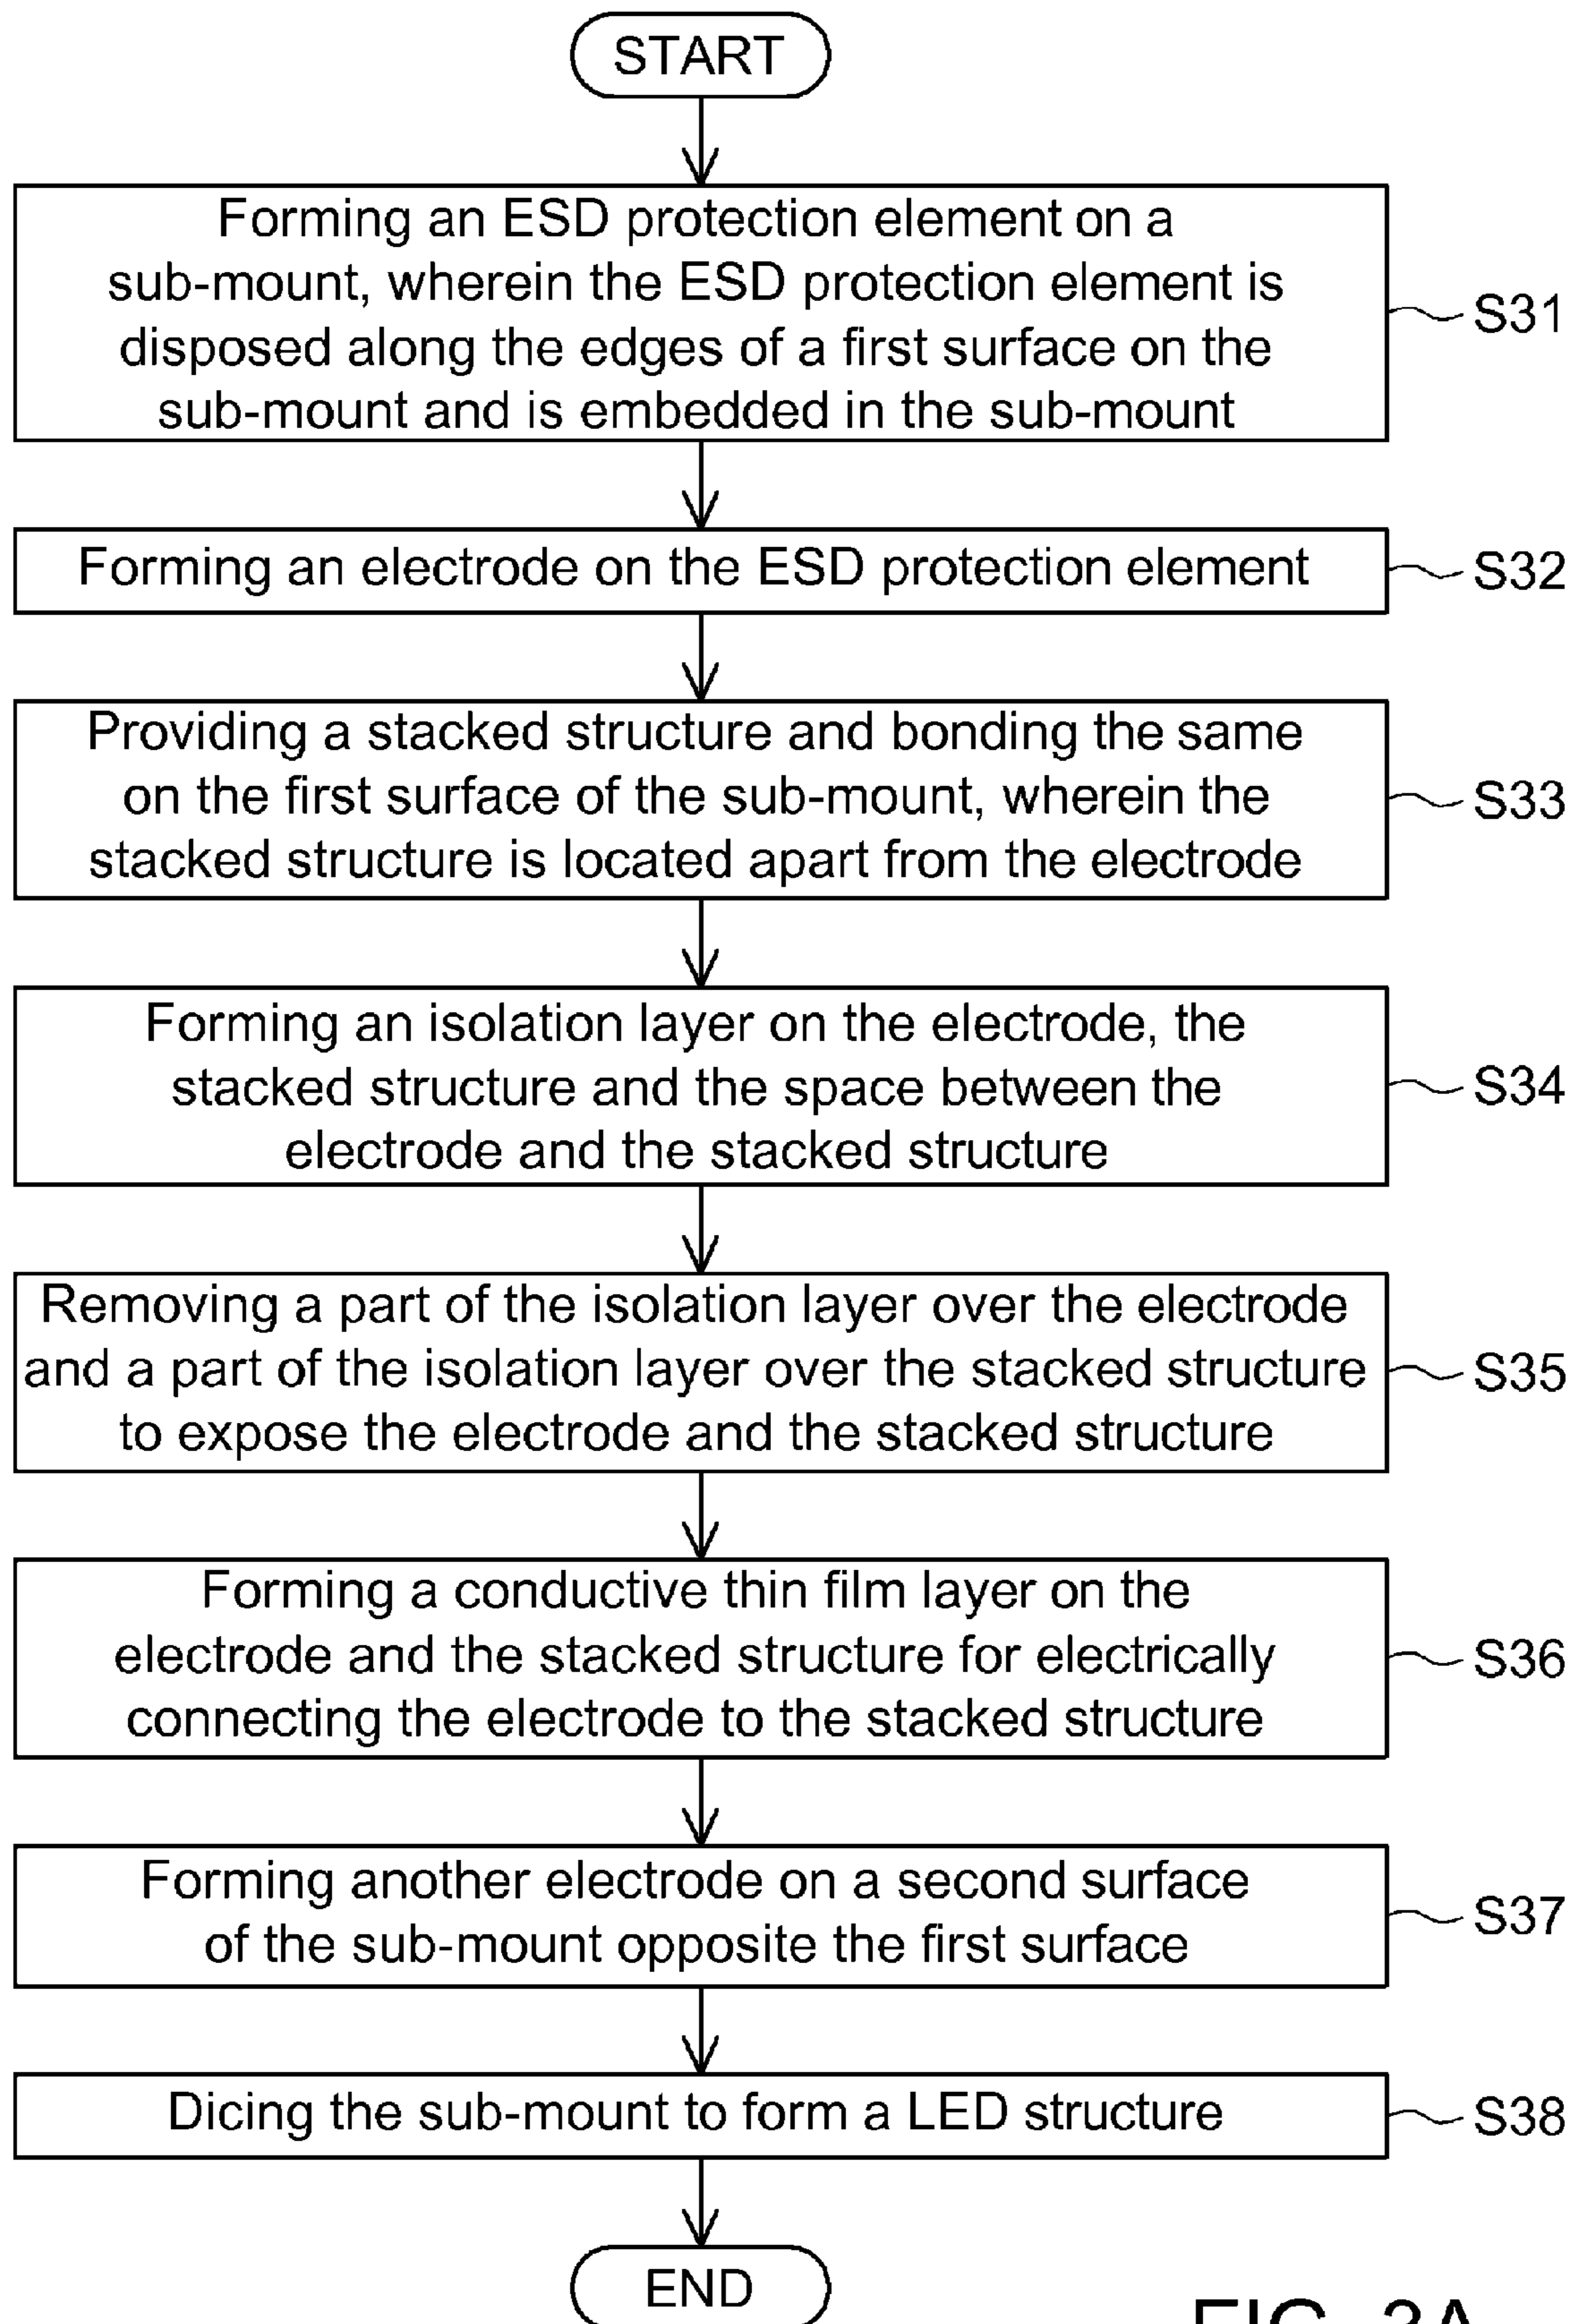 START
Forming an ESD protection element on a
sub-mount, wherein the ESD protection element is
disposed along the edges of a first surface on the
sub-mount and is embedded in the sub-mount
S31
Forming an electrode on the ESD protection element
S32
Providing a stacked structure and bonding the same
on the first surface of the sub-mount, wherein the
stacked structure is located apart from the electrode
S33
Forming an isolation layer on the electrode, the
stacked structure and the space between the
electrode and the stacked structure
S34
Removing a part of the isolation layer over the electrode
and a part of the isolation layer over the stacked structure
to expose the electrode and the stacked structure
S35
Forming a conductive thin film layer on the
electrode and the stacked structure for electrically
connecting the electrode to the stacked structure
S36
Forming another electrode on a second surface
of the sub-mount opposite the first surface
S37
Dicing the sub-mount to form a LED structure
S38
END
FIG. 3A